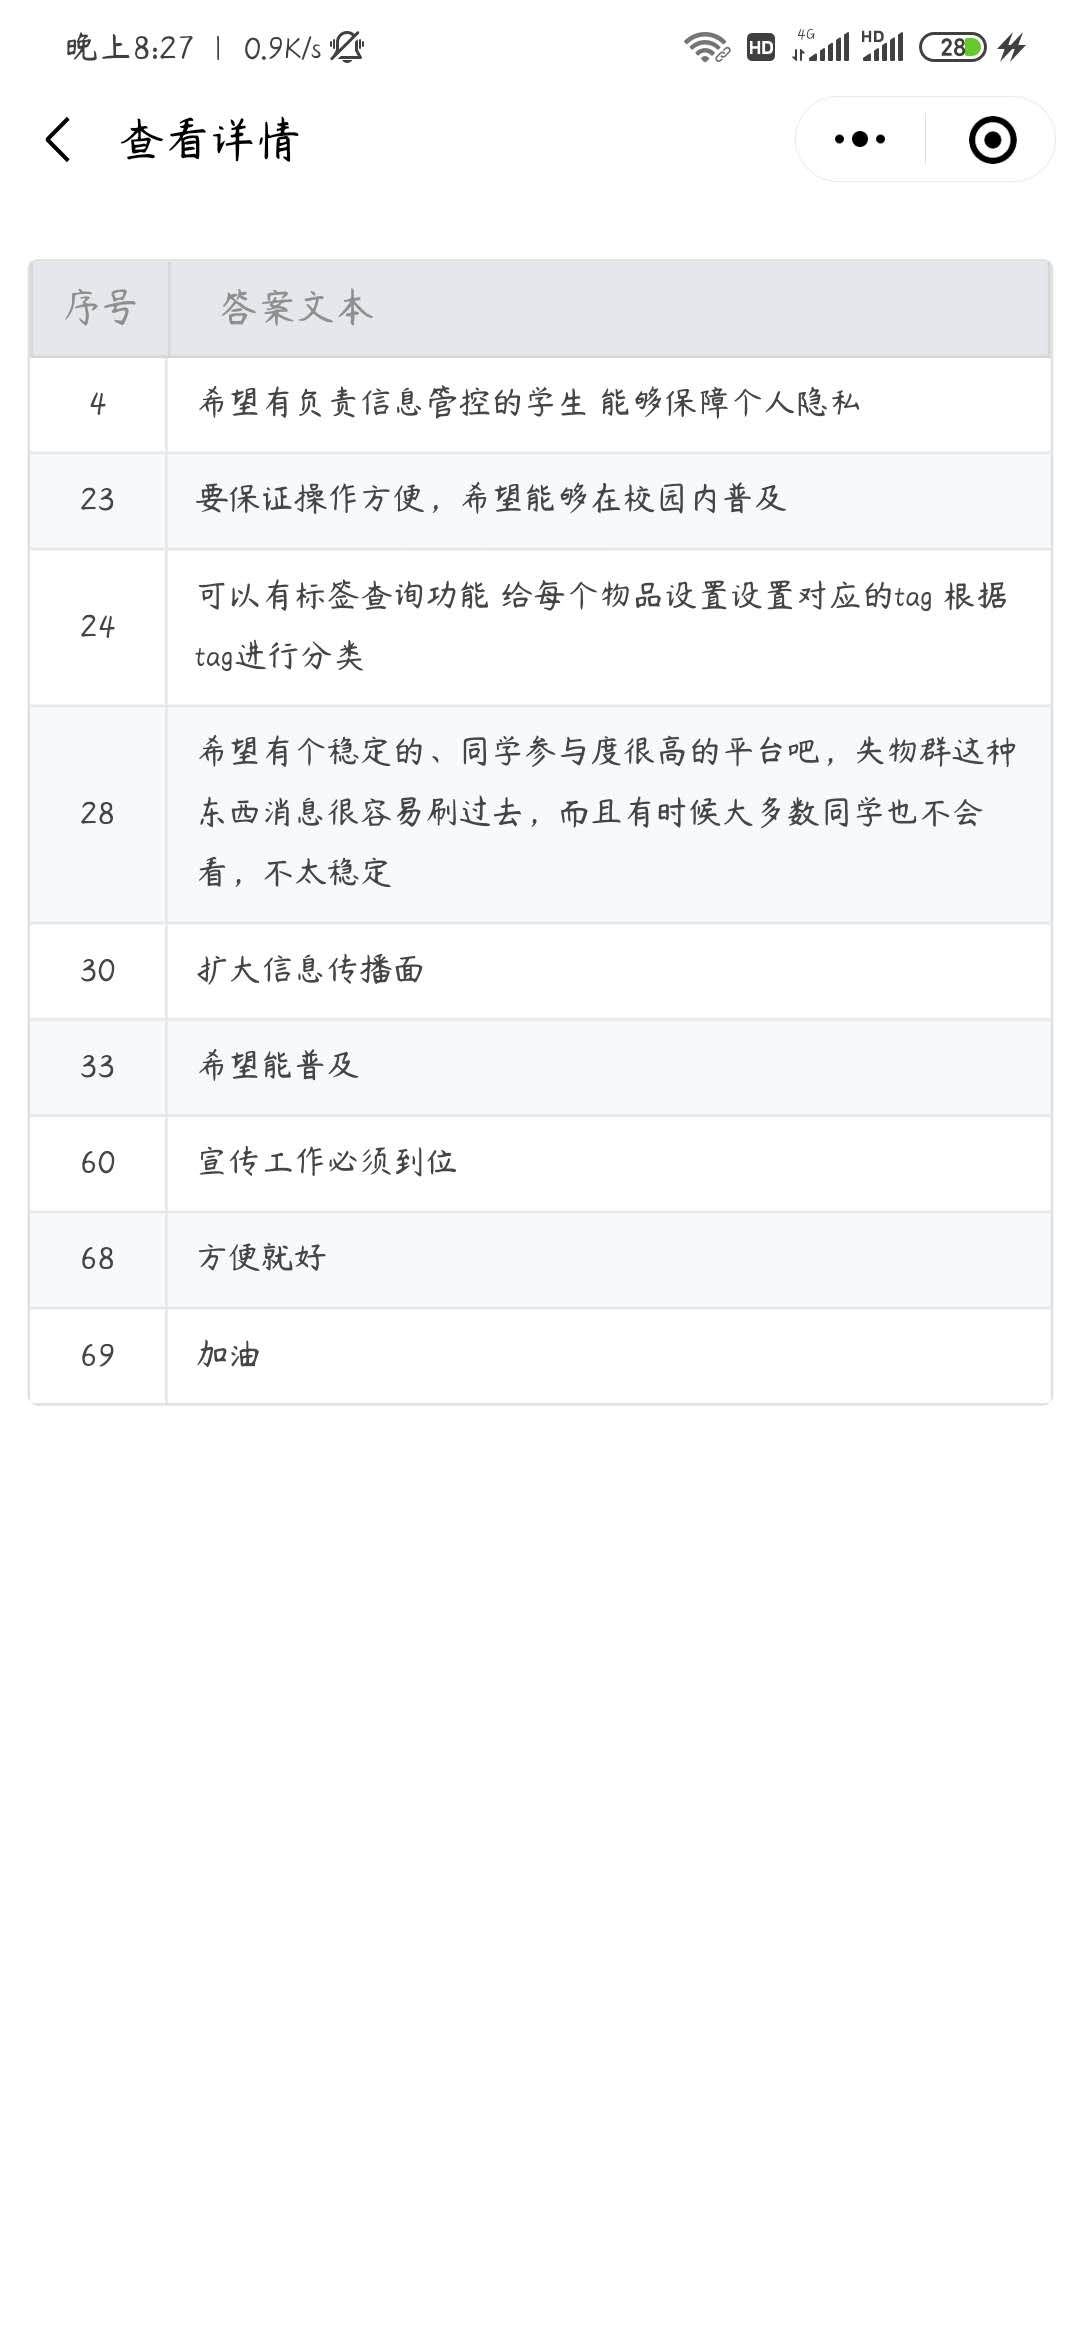 晚上8:27 | 0.9K/s HD 4G HD 28
查看详情
序号 答案文本
4 希望有负责信息管控的学生 能够保障个人隐私
23 要保证操作方便，希望能够在校园内普及
24 可以有标签查询功能 给每个物品设置设置对应的tag 根据
tag进行分类
28 希望有个稳定的、同学参与度很高的平台吧，失物群这种
东西消息很容易刷过去，而且有时候大多数同学也不会
看，不太稳定
30 扩大信息传播面
33 希望能普及
60 宣传工作必须到位
68 方便就好
69 加油